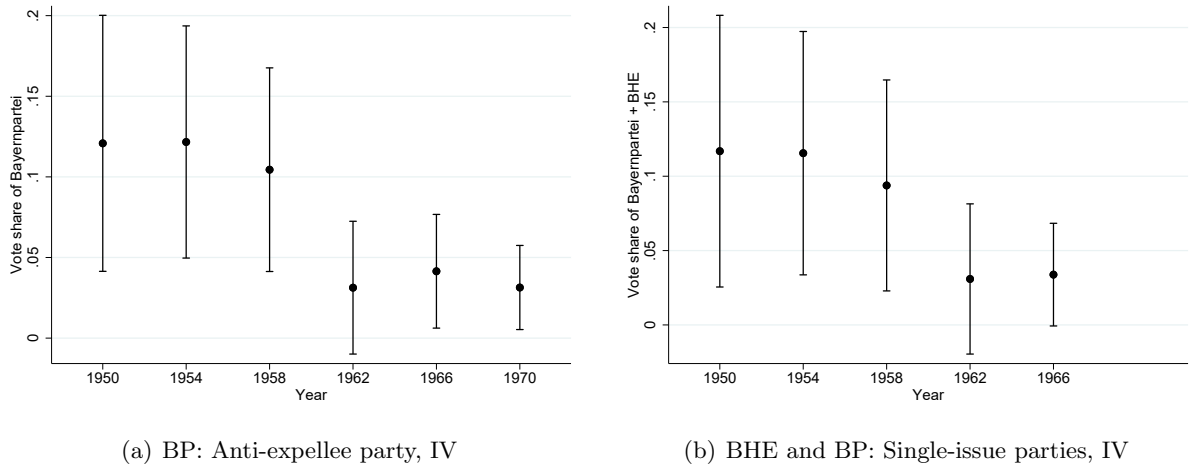 Vote share of Bayernpartei
.2
.15
.1
.05
0
1950 1954 1958 1962 1966 1970
Year
(a) BP: Anti-expellee party, IV
Vote share of Bayernpartei + BHE
.2
.15
.1
.05
0
1950 1954 1958 1962 1966
Year
(b) BHE and BP: Single-issue parties, IV